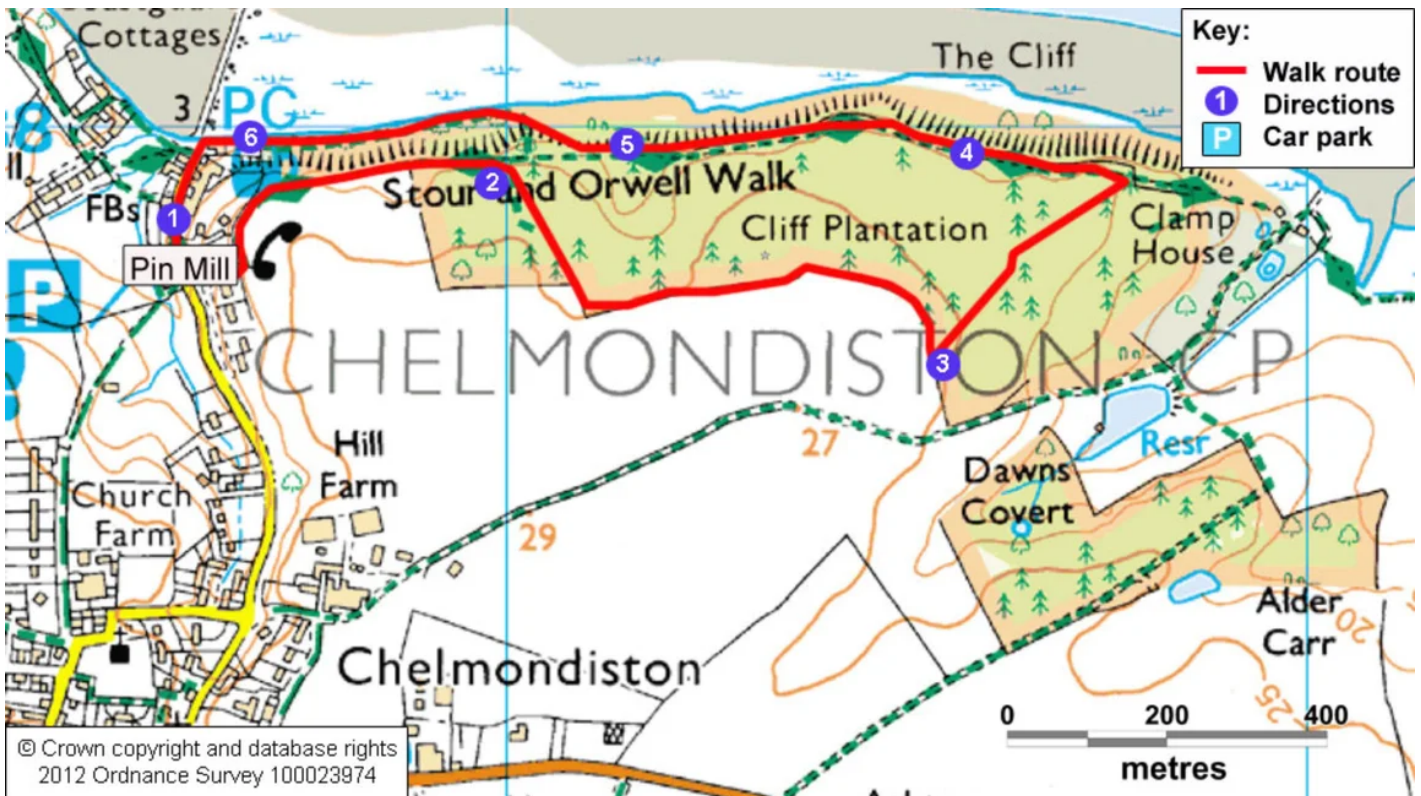 Cottages
The Cliff
Key:
Walk route
1 Directions
P Car park
3
PC
8
6
5
4
2
Stour and Orwell Walk
1
FBs
Cliff Plantation
Clamp
House
Pin Mill
P
CHELMONDISTON CP
3
27
Resr
Hill
Farm
Dawns
Covert
Church
Farm
29
Alder
Carr
20
25
Chelmondiston
0 200 400
metres
© Crown copyright and database rights
2012 Ordnance Survey 100023974